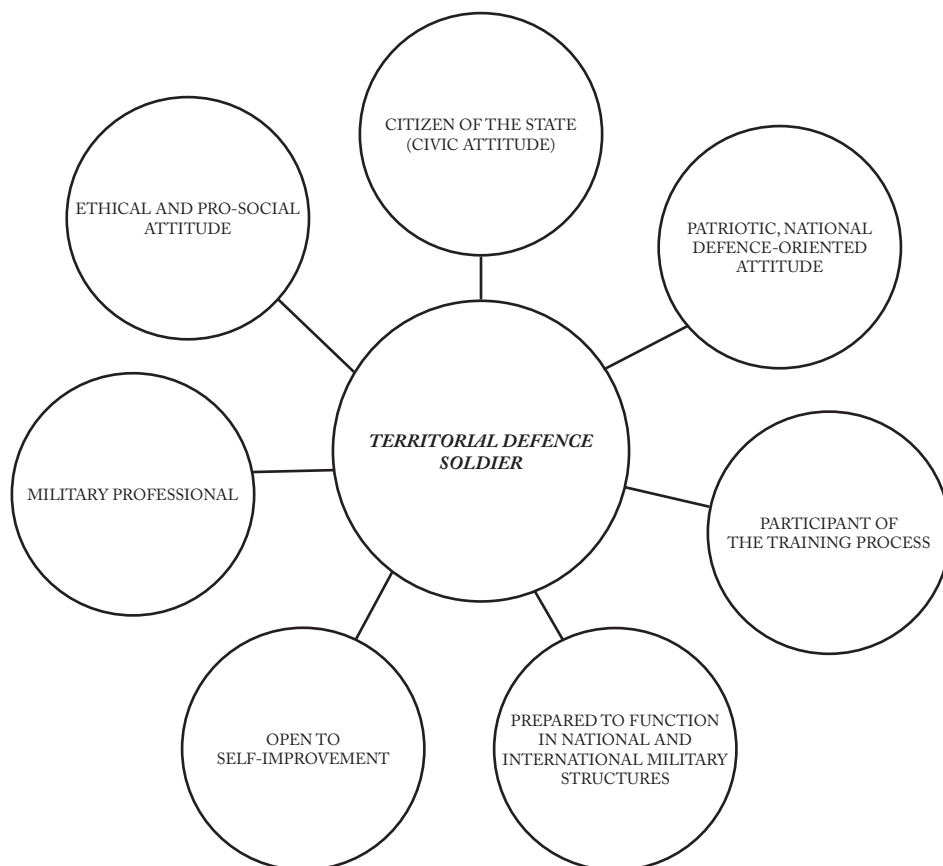 CITIZEN OF THE STATE
(CIVIC ATTITUDE)
ETHICAL AND PRO-SOCIAL
ATTITUDE
PATRIOTIC, NATIONAL
DEFENCE-ORIENTED
ATTITUDE
TERRITORIAL DEFENCE
SOLDIER
MILITARY PROFESSIONAL
PARTICIPANT OF
THE TRAINING PROCESS
OPEN TO
SELF-IMPROVEMENT
PREPARED TO FUNCTION
IN NATIONAL AND
INTERNATIONAL MILITARY
STRUCTURES